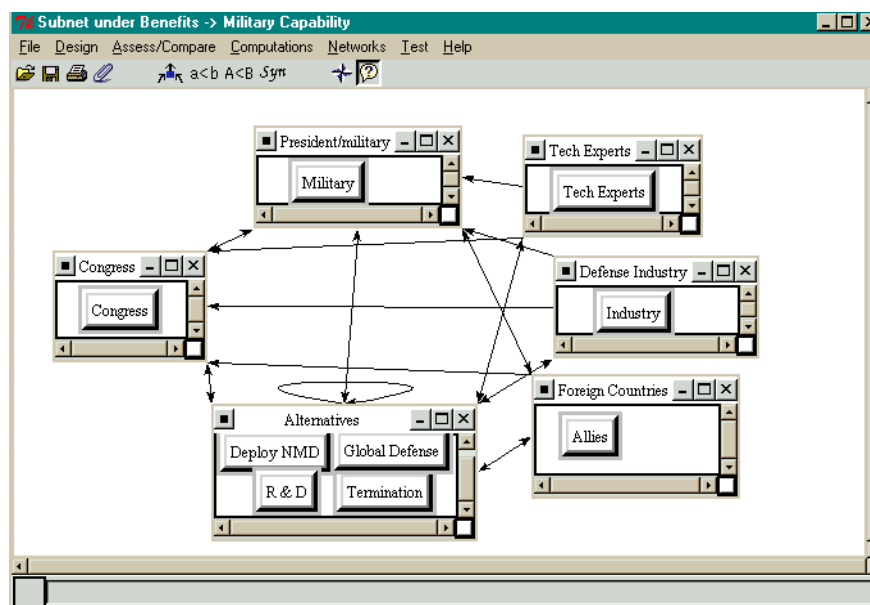 Subnet under Benefits -> Military Capability
File Design Assess/Compare Computations Networks Test Help
a<b A<B Syn
President/military
Military
Tech Experts
Tech Experts
Congress
Congress
Defense Industry
Industry
Foreign Countries
Allies
Alternatives
Deploy NMD Global Defense
R & D Termination